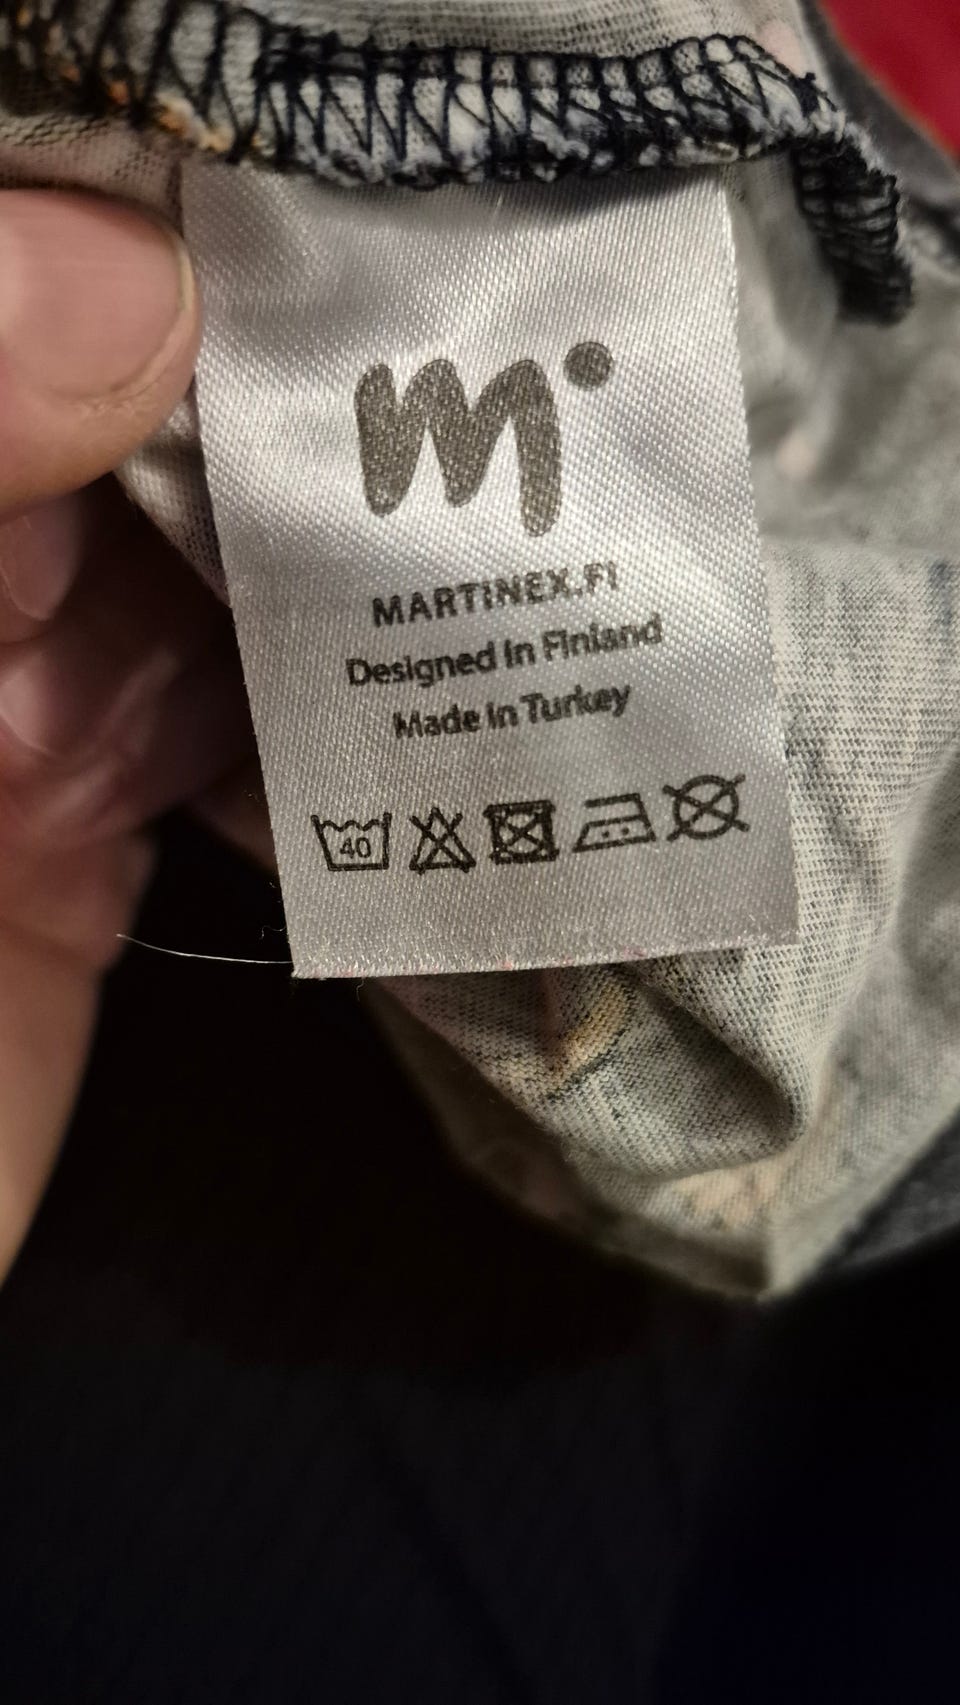 m
MARTINEX.FI
Designed in Finland
Made in Turkey
40